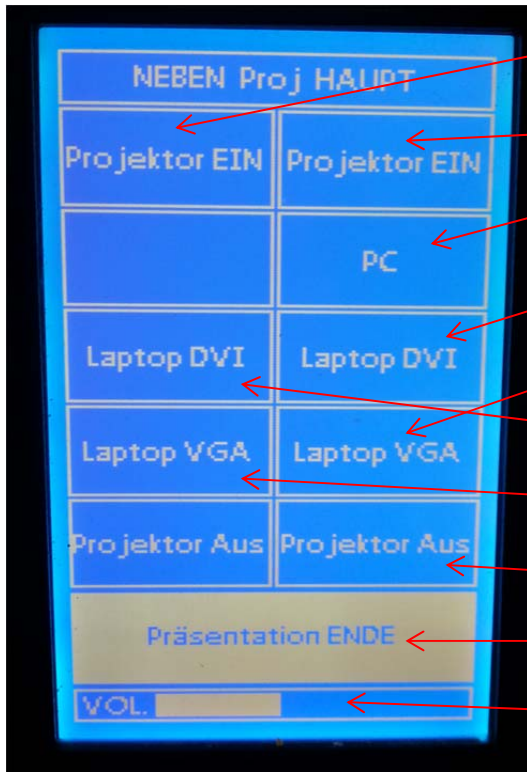 NEBEN Proj HAUPT
Projektor EIN Projektor EIN
PC
Laptop DVI Laptop DVI
Laptop VGA Laptop VGA
Projektor Aus Projektor Aus
Präsentation ENDE
VOL.